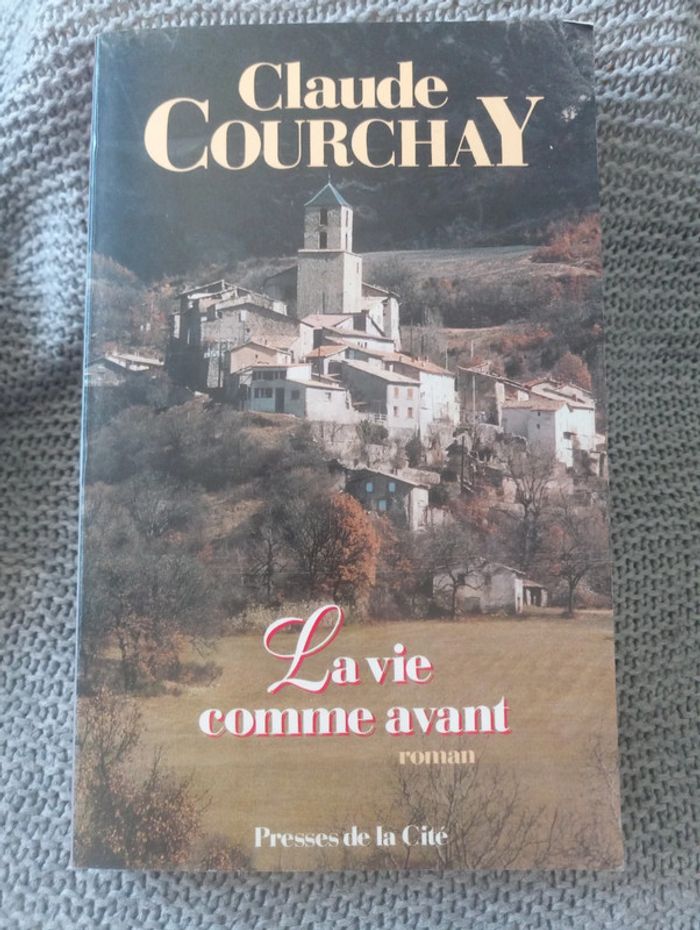 Claude
COURCHAY
La vie
comme avant
roman
Presses de la Cité